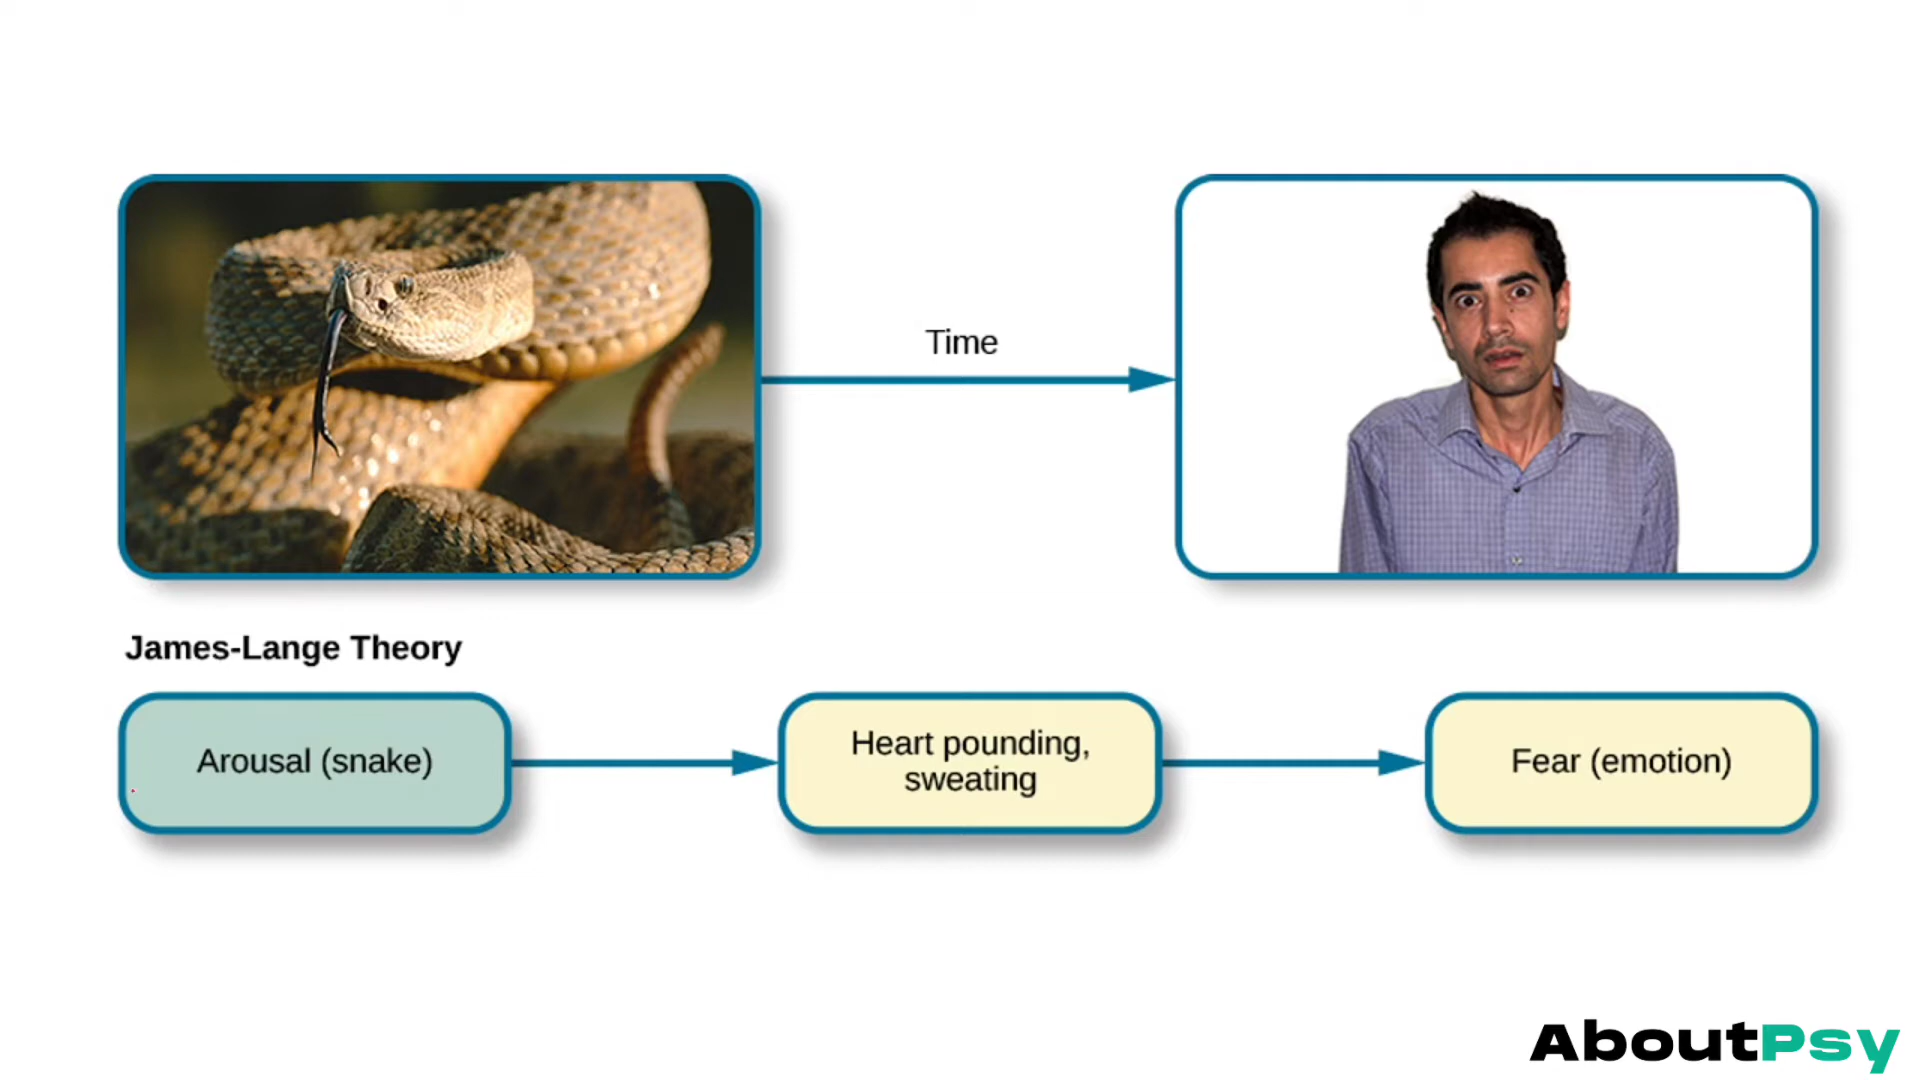 Time
James-Lange Theory
Arousal (snake)
Heart pounding,
sweating
Fear (emotion)
AboutPsy